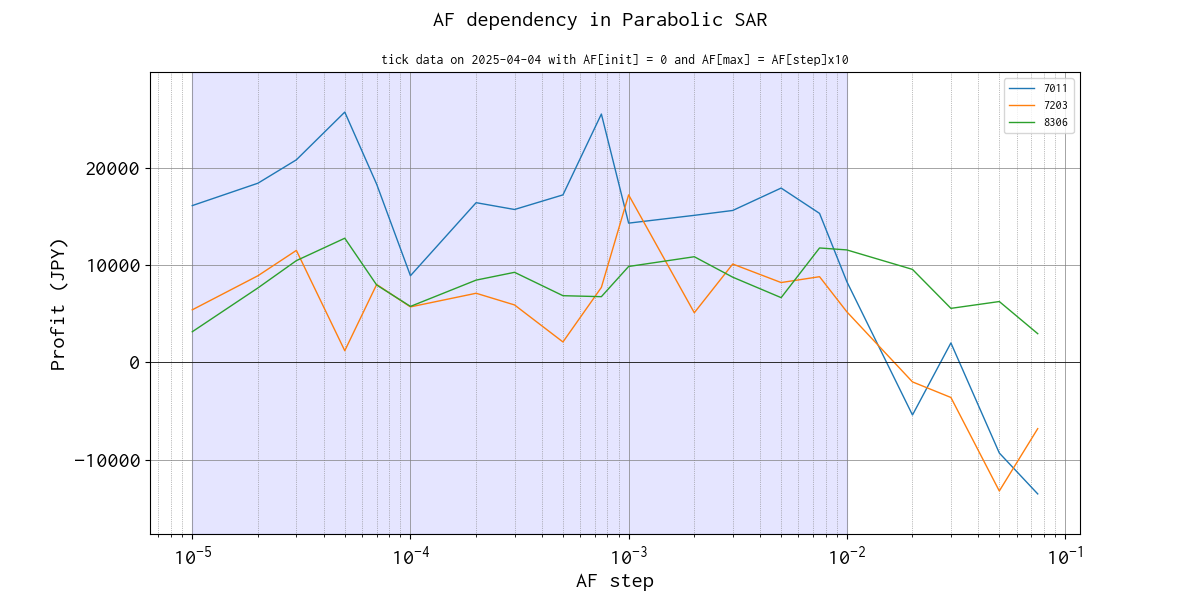 AF dependency in Parabolic SAR
tick data on 2025-04-04 with AF[init] = 0 and AF[max] = AF[step]x10
7011
7203
8306
Profit (JPY)
20000
10000
0
−10000
10⁻⁵ 10⁻⁴ 10⁻³ 10⁻² 10⁻¹
AF step